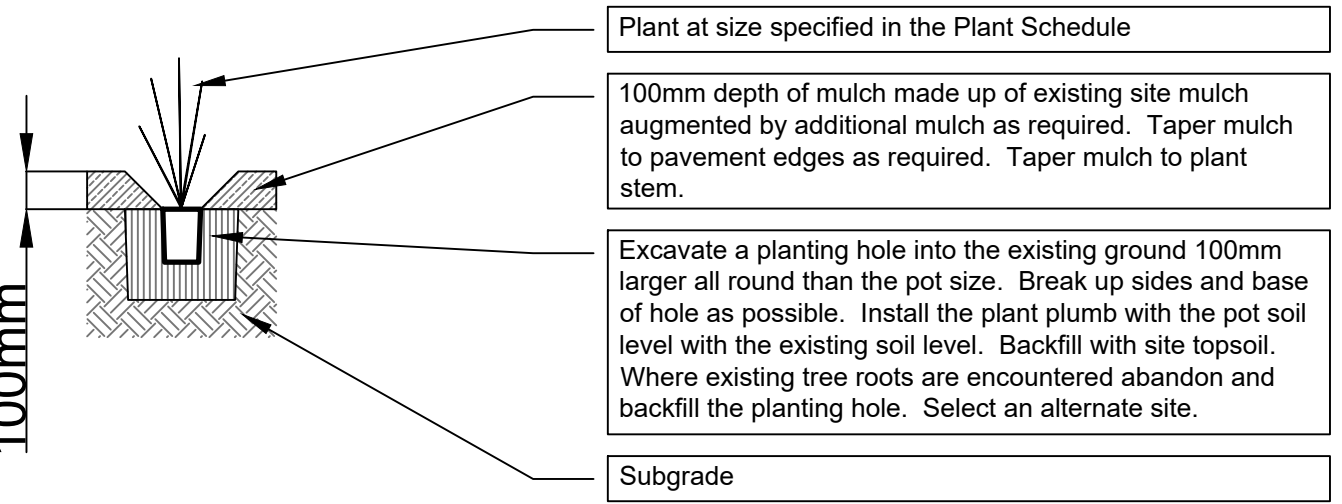 Plant at size specified in the Plant Schedule
100mm depth of mulch made up of existing site mulch
augmented by additional mulch as required.  Taper mulch
to pavement edges as required.  Taper mulch to plant
stem.
Excavate a planting hole into the existing ground 100mm
larger all round than the pot size.  Break up sides and base
of hole as possible.  Install the plant plumb with the pot soil
level with the existing soil level.  Backfill with site topsoil.
Where existing tree roots are encountered abandon and
backfill the planting hole.  Select an alternate site.
Subgrade
100mm